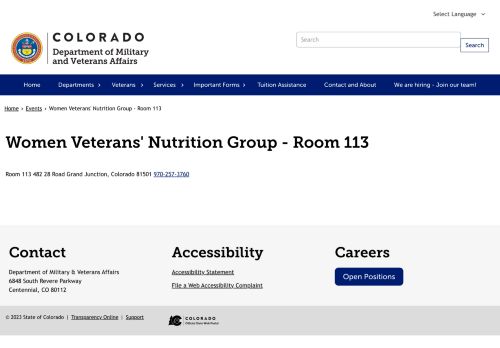 Select Language
COLORADO
Department of Military
and Veterans Affairs
Search
Search
Home Departments Veterans Services Important Forms Tuition Assistance Contact and About We are hiring - Join our team!
Home › Events › Women Veterans' Nutrition Group - Room 113
Women Veterans' Nutrition Group - Room 113
Room 113 482 28 Road Grand Junction, Colorado 81501 970-257-3760
Contact
Department of Military & Veterans Affairs
6848 South Revere Parkway
Centennial, CO 80112
Accessibility
Accessibility Statement
File a Web Accessibility Complaint
Careers
Open Positions
© 2023 State of Colorado | Transparency Online | Support
COLORADO
Official State Web Portal